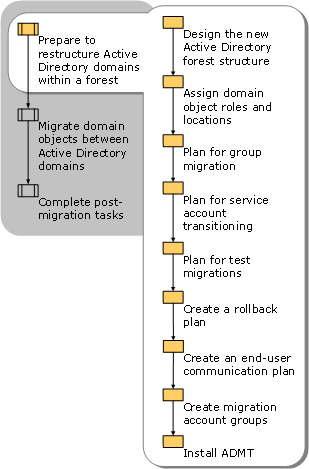 Prepare to
restructure Active
Directory domains
within a forest
Migrate domain
objects between
Active Directory
domains
Complete post-
migration tasks
Design the new
Active Directory
forest structure
Assign domain
object roles and
locations
Plan for group
migration
Plan for service
account
transitioning
Plan for test
migrations
Create a rollback
plan
Create an end-user
communication plan
Create migration
account groups
Install ADMT